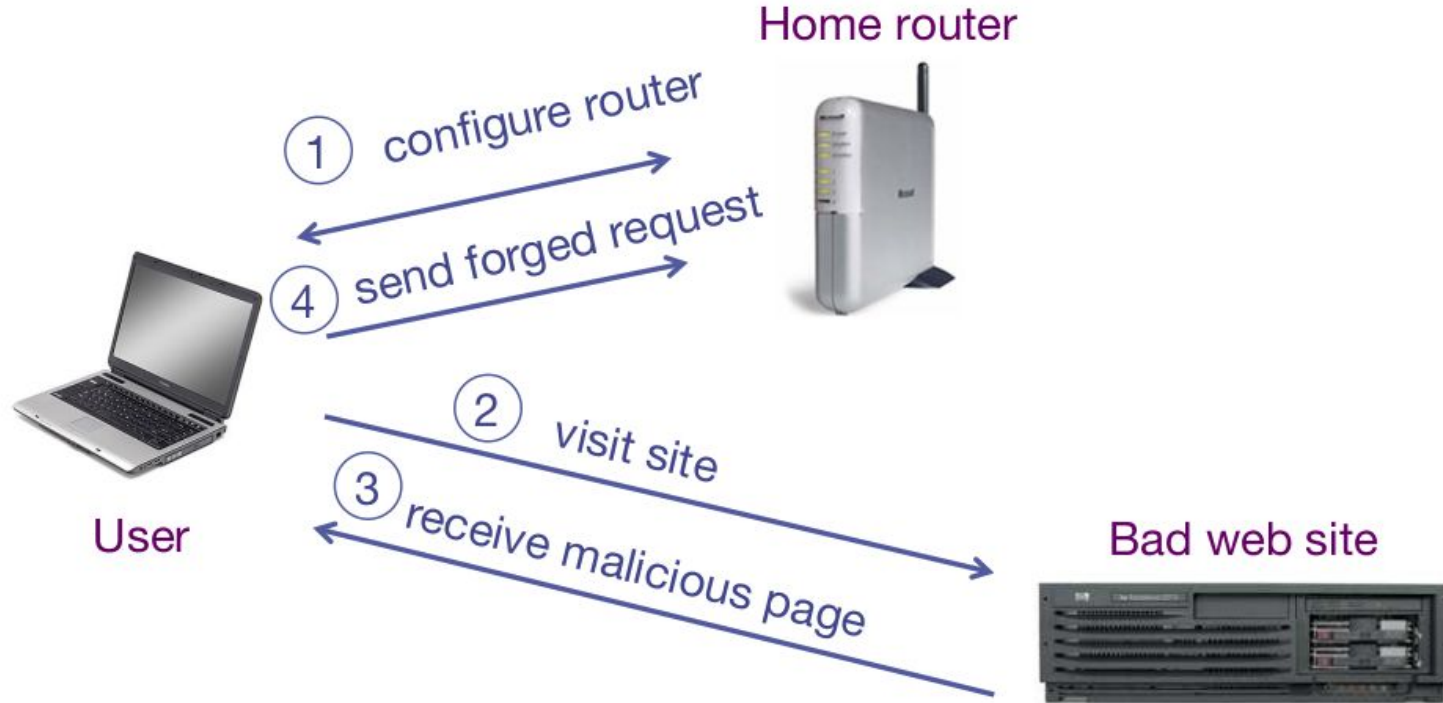 Home router
1 configure router
4 send forged request
2 visit site
3 receive malicious page
User
Bad web site
Microsoft